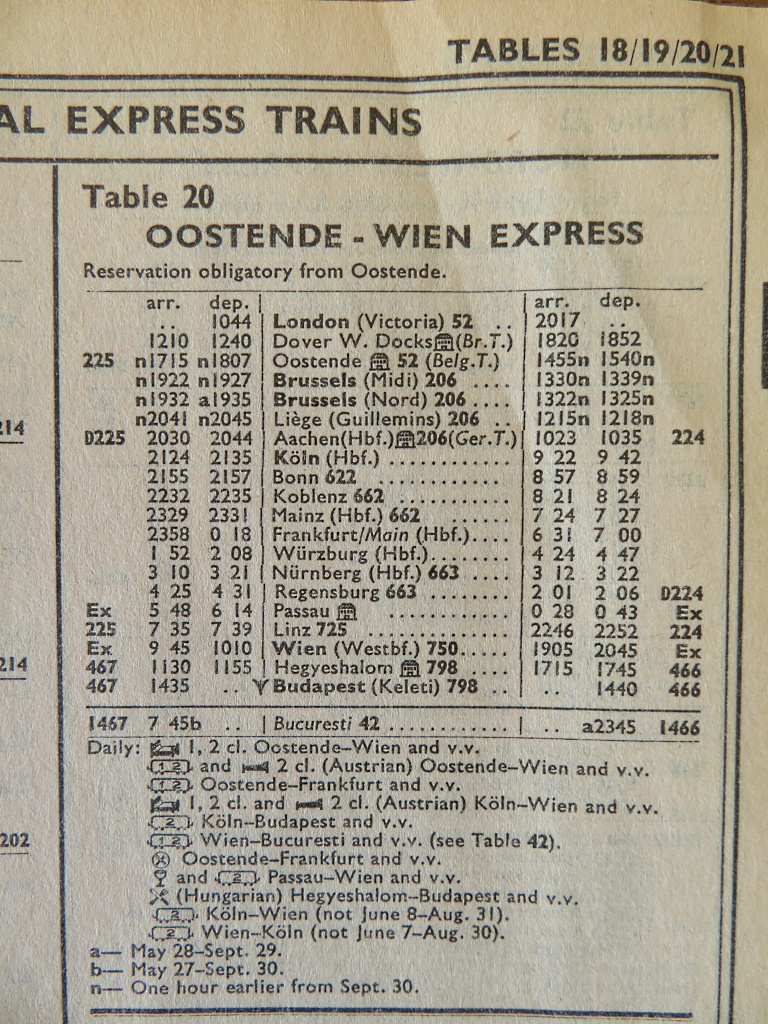 TABLES 18/19/20/21
AL EXPRESS TRAINS
Table 20
OOSTENDE - WIEN EXPRESS
Reservation obligatory from Oostende.
arr. dep. | | arr. dep.
.. 1044 | London (Victoria) 52 .. | 2017 ..
1210 1240 | Dover W. Docks (Br.T.) | 1820 1852
225 n1715 n1807 | Oostende 52 (Belg.T.) | 1455n 1540n
n1922 n1927 | Brussels (Midi) 206 .... | 1330n 1339n
n1932 a1935 | Brussels (Nord) 206 .... | 1322n 1325n
214 n2041 n2045 | Liège (Guillemins) 206 .. | 1215n 1218n
D225 2030 2044 | Aachen(Hbf.) 206(Ger.T.) | 1023 1035 224
2124 2135 | Köln (Hbf.) .......... | 9 22 9 42
2155 2157 | Bonn 622 ............ | 8 57 8 59
2232 2235 | Koblenz 662 .......... | 8 21 8 24
2329 2331 | Mainz (Hbf.) 662 ...... | 7 24 7 27
2358 0 18 | Frankfurt/Main (Hbf.).... | 6 31 7 00
1 52 2 08 | Würzburg (Hbf.)........ | 4 24 4 47
3 10 3 21 | Nürnberg (Hbf.) 663 .... | 3 12 3 22
4 25 4 31 | Regensburg 663 ........ | 2 01 2 06 D224
Ex 5 48 6 14 | Passau ............ | 0 28 0 43 Ex
225 7 35 7 39 | Linz 725 ............ | 2246 2252 224
Ex 9 45 1010 | Wien (Westbf.) 750..... | 1905 2045 Ex
214 467 1130 1155 | Hegyeshalom 798 .... | 1715 1745 466
467 1435 .. Budapest (Keleti) 798 .. | .. 1440 466
1467 7 45b .. | Bucuresti 42 ............ | .. a2345 1466
Daily: 1, 2 cl. Oostende–Wien and v.v.
1 2 and 2 cl. (Austrian) Oostende–Wien and v.v.
1 2 Oostende–Frankfurt and v.v.
1, 2 cl. and 2 cl. (Austrian) Köln–Wien and v.v.
2 Köln–Budapest and v.v.
202 1 2 Wien–Bucuresti and v.v. (see Table 42).
Oostende–Frankfurt and v.v.
and 2 Passau–Wien and v.v.
(Hungarian) Hegyeshalom–Budapest and v.v.
2 Köln–Wien (not June 8–Aug. 31).
2 Wien–Köln (not June 7–Aug. 30).
a— May 28–Sept. 29.
b— May 27–Sept. 30.
n— One hour earlier from Sept. 30.